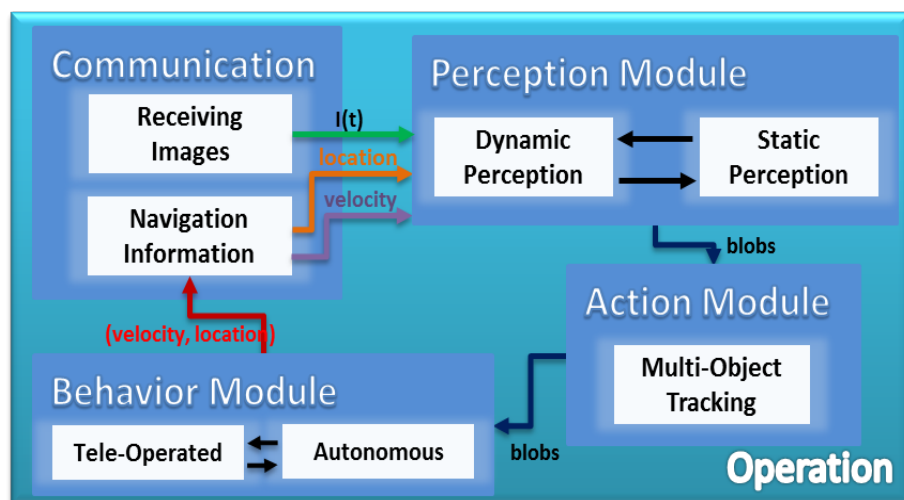 Communication
Receiving
Images
Navigation
Information
I(t)
location
velocity
Perception Module
Dynamic
Perception
Static
Perception
blobs
Action Module
Multi-Object
Tracking
blobs
(velocity, location)
Behavior Module
Tele-Operated
Autonomous
Operation